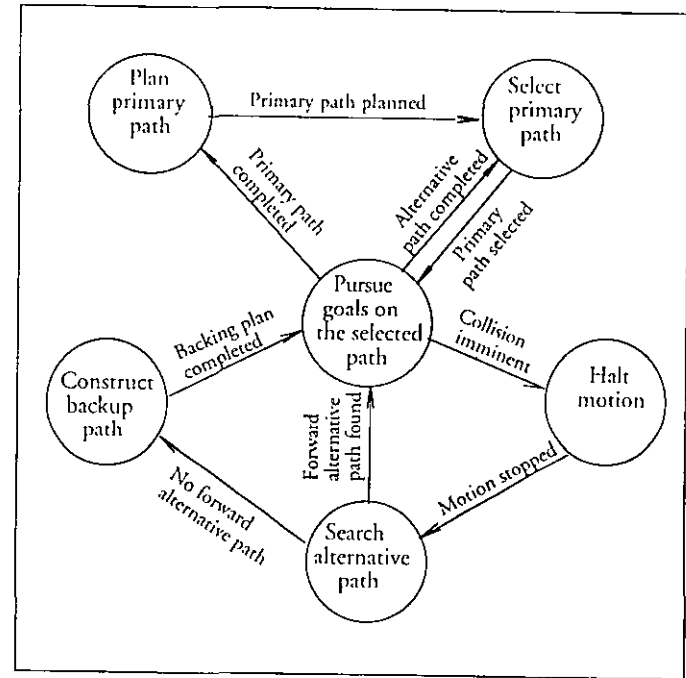 Plan
primary
path
Primary path planned
Select
primary
path
Primary path
completed
Alternative
path completed
Primary
path selected
Pursue
goals on
the selected
path
Backing plan
completed
Collision
imminent
Construct
backup
path
Forward
alternative
path found
Halt
motion
No forward
alternative path
Motion stopped
Search
alternative
path